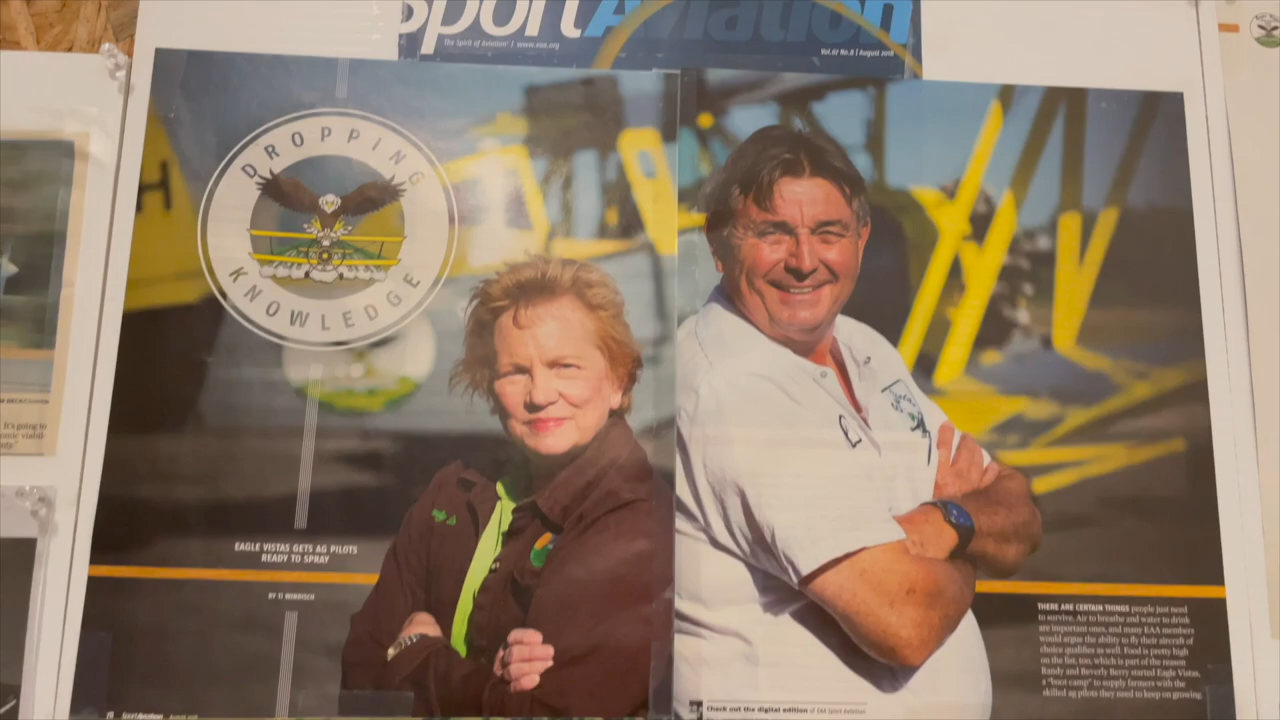 Sport Aviation
The Spirit of Aviation® | www.eaa.org
Vol.67 No.8 | August 2018
DROPPING
KNOWLEDGE
H
EAGLE VISTAS GETS AG PILOTS
READY TO SPRAY
BY TI WINDISCH
THERE ARE CERTAIN THINGS people just need
to survive. Air to breathe and water to drink
are important ones, and many EAA members
would argue the ability to fly their aircraft of
choice qualifies as well. Food is pretty high
on the list, too, which is part of the reason
Randy and Beverly Berry started Eagle Vistas,
a "boot camp" to supply farmers with the
skilled ag pilots they need to keep on growing.
Check out the digital edition of EAA Sport Aviation
Sport Aviation
It's going to